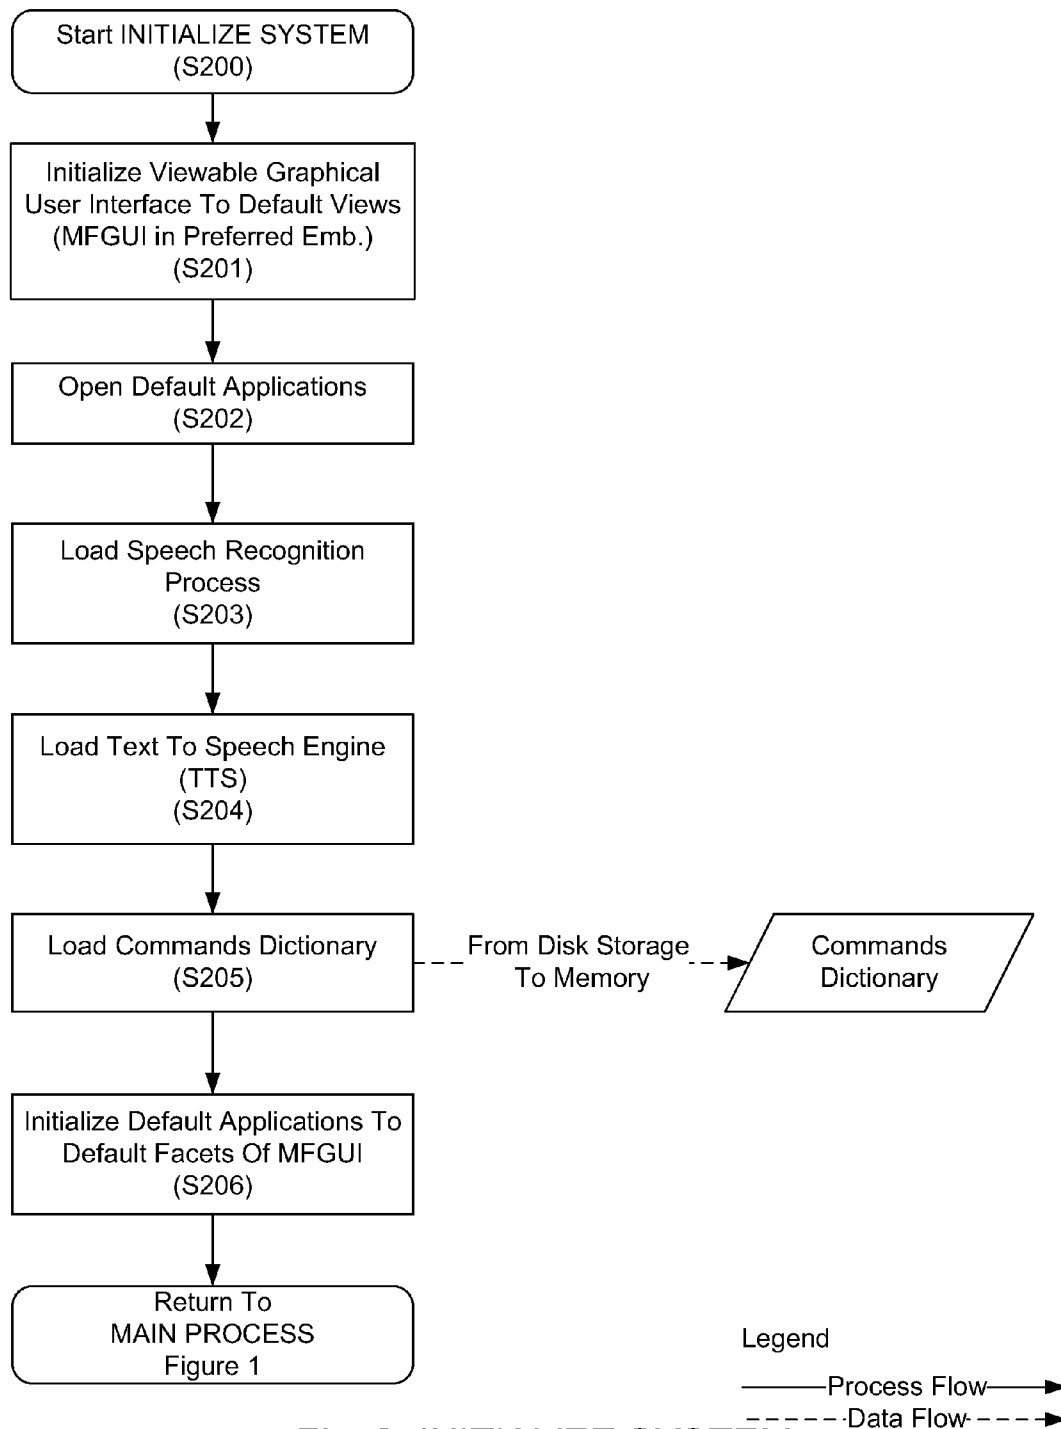 Start INITIALIZE SYSTEM
(S200)
Initialize Viewable Graphical
User Interface To Default Views
(MFGUI in Preferred Emb.)
(S201)
Open Default Applications
(S202)
Load Speech Recognition
Process
(S203)
Load Text To Speech Engine
(TTS)
(S204)
Load Commands Dictionary
(S205)
From Disk Storage
To Memory
Commands
Dictionary
Initialize Default Applications To
Default Facets Of MFGUI
(S206)
Return To
MAIN PROCESS
Figure 1
Legend
Process Flow
Data Flow